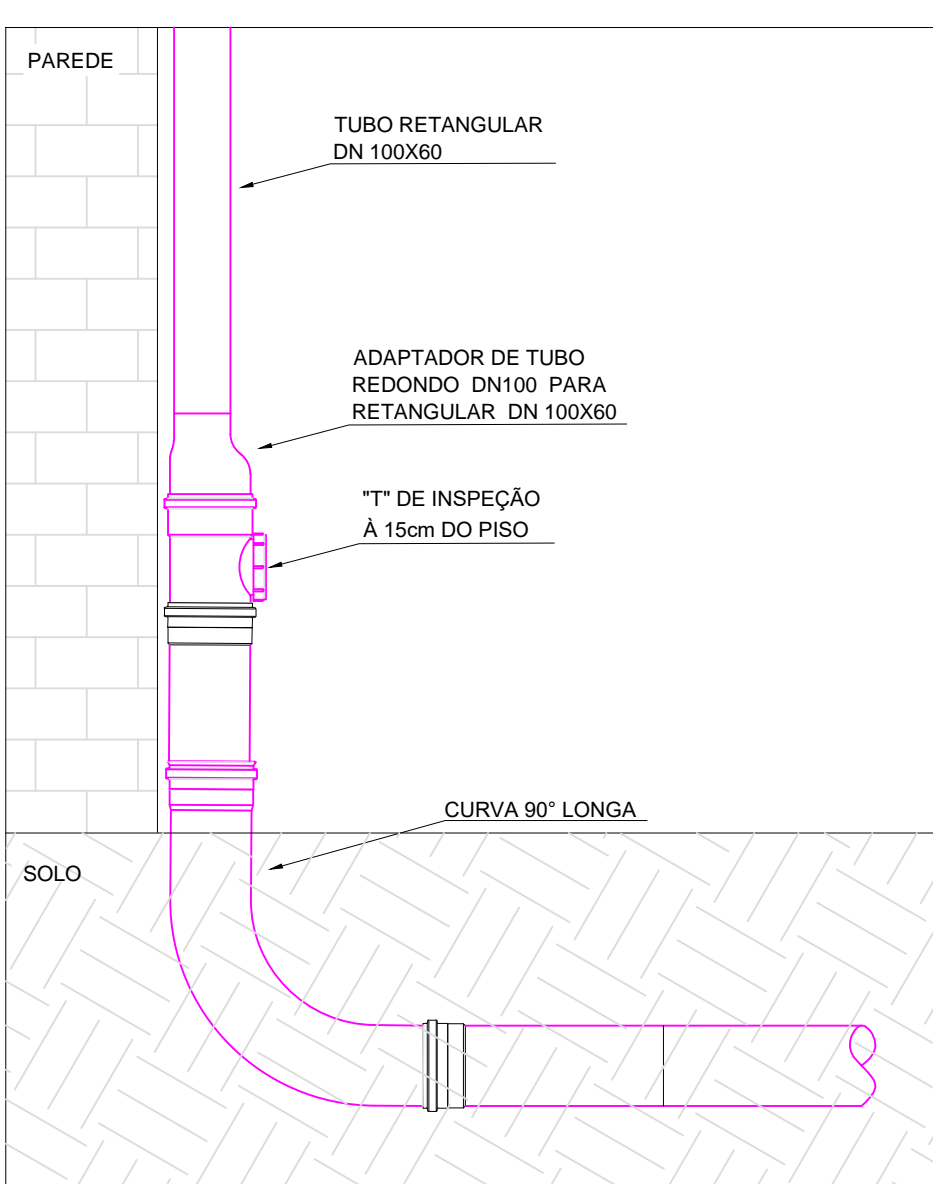 PAREDE
TUBO RETANGULAR
DN 100X60
ADAPTADOR DE TUBO
REDONDO DN100 PARA
RETANGULAR DN 100X60
"T" DE INSPEÇÃO
À 15cm DO PISO
CURVA 90° LONGA
SOLO